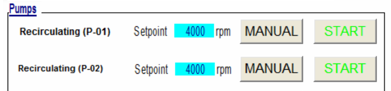 Pumps
Recirculating (P-01) Setpoint 4000 rpm MANUAL START
Recirculating (P-02) Setpoint 4000 rpm MANUAL START